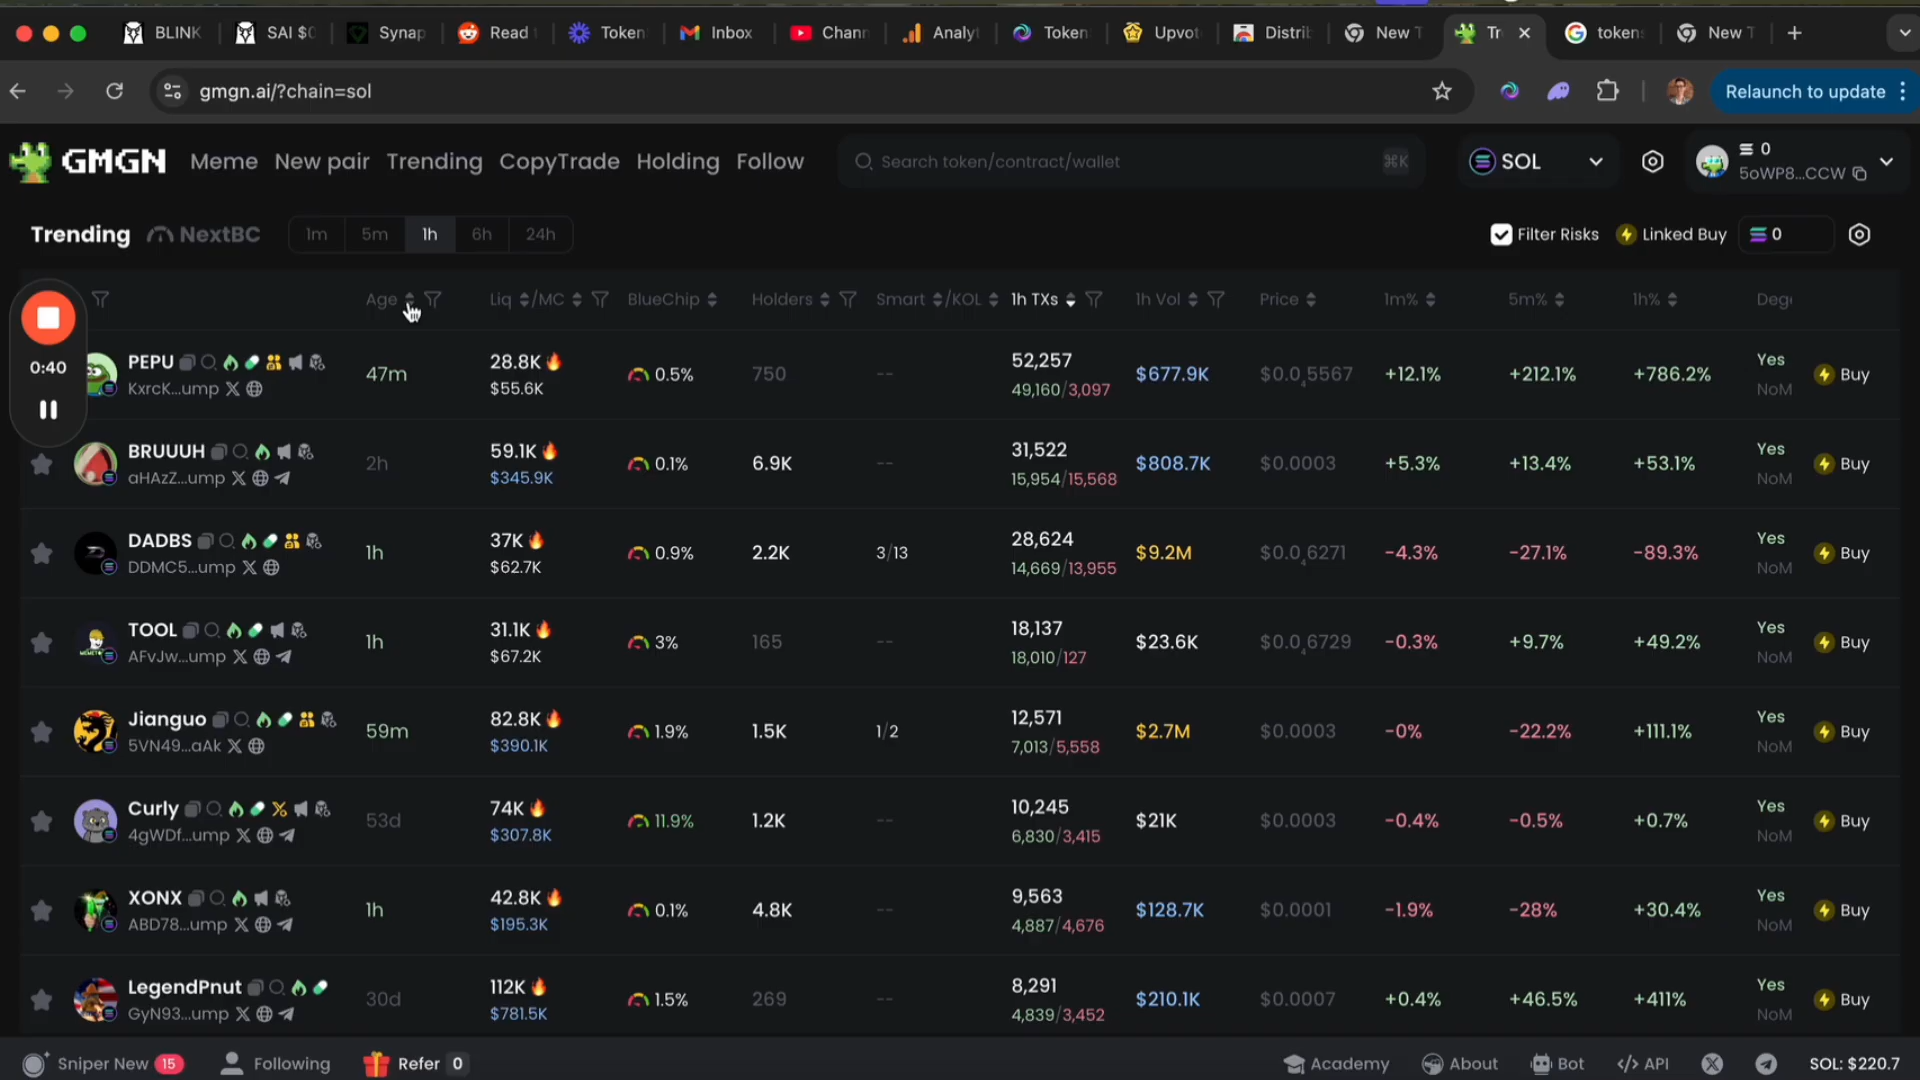 BLINK SAI $0 Synap Read Token Inbox Chann Analy Token Upvot Distrib New T Tr token New T
gmgn.ai/?chain=sol
Relaunch to update
GMGN Meme New pair Trending CopyTrade Holding Follow
Search token/contract/wallet ⌘K
SOL
0
5oWP8...CCW
Trending NextBC 1m 5m 1h 6h 24h
Filter Risks Linked Buy 0
Age Liq /MC BlueChip Holders Smart /KOL 1h TXs 1h Vol Price 1m% 5m% 1h% Deg
0:40
PEPU 47m 28.8K 0.5% 750 -- 52,257 $677.9K $0.0₄5567 +12.1% +212.1% +786.2% Yes Buy
KxrcK...ump $55.6K 49,160/3,097 NoM
BRUUUH 2h 59.1K 0.1% 6.9K -- 31,522 $808.7K $0.0003 +5.3% +13.4% +53.1% Yes Buy
aHAzZ...ump $345.9K 15,954/15,568 NoM
DADBS 1h 37K 0.9% 2.2K 3/13 28,624 $9.2M $0.0₄6271 -4.3% -27.1% -89.3% Yes Buy
DDMC5...ump $62.7K 14,669/13,955 NoM
TOOL 1h 31.1K 3% 165 -- 18,137 $23.6K $0.0₄6729 -0.3% +9.7% +49.2% Yes Buy
AFvJw...ump $67.2K 18,010/127 NoM
Jianguo 59m 82.8K 1.9% 1.5K 1/2 12,571 $2.7M $0.0003 -0% -22.2% +111.1% Yes Buy
5VN49...aAk $390.1K 7,013/5,558 NoM
Curly 53d 74K 11.9% 1.2K -- 10,245 $21K $0.0003 -0.4% -0.5% +0.7% Yes Buy
4gWDf...ump $307.8K 6,830/3,415 NoM
XONX 1h 42.8K 0.1% 4.8K -- 9,563 $128.7K $0.0001 -1.9% -28% +30.4% Yes Buy
ABD78...ump $195.3K 4,887/4,676 NoM
LegendPnut 30d 112K 1.5% 269 -- 8,291 $210.1K $0.0007 +0.4% +46.5% +411% Yes Buy
GyN93...ump $781.5K 4,839/3,452 NoM
Sniper New 15 Following Refer 0 Academy About Bot API SOL: $220.7